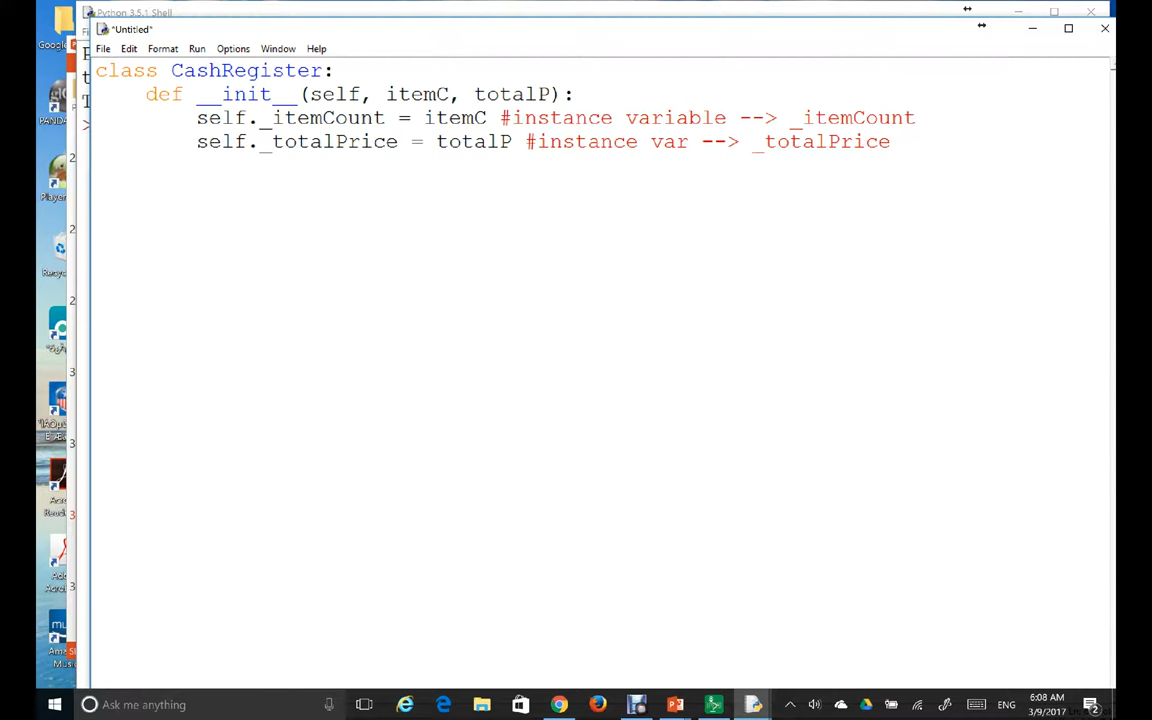 Python 3.5.1 Shell
*Untitled*
File Edit Format Run Options Window Help
class CashRegister:
def __init__(self, itemC, totalP):
self._itemCount = itemC #instance variable --> _itemCount
self._totalPrice = totalP #instance var --> _totalPrice
Ask me anything
ENG
6:08 AM
3/9/2017
2